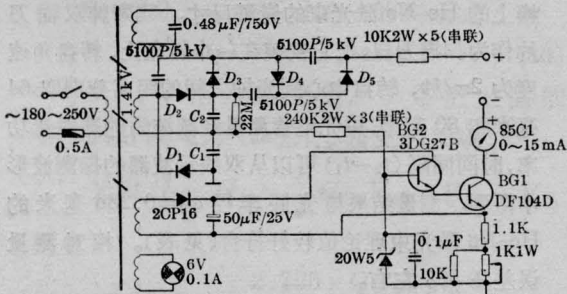 0.48μF/750V
5100P/5kV
5100P/5kV
10K2W×5(串联)
+
1.4kV
D₃
D₄
D₅
D₂
5100P/5kV
−
~180~250V
C₂
22M
240K2W×3(串联)
85C1
0~15mA
0.5A
C₁
D₁
BG2
3DG27B
BG1
DF104D
2CP16
50μF/25V
0.1μF
1.1K
20W5
10K
1K1W
6V
0.1A